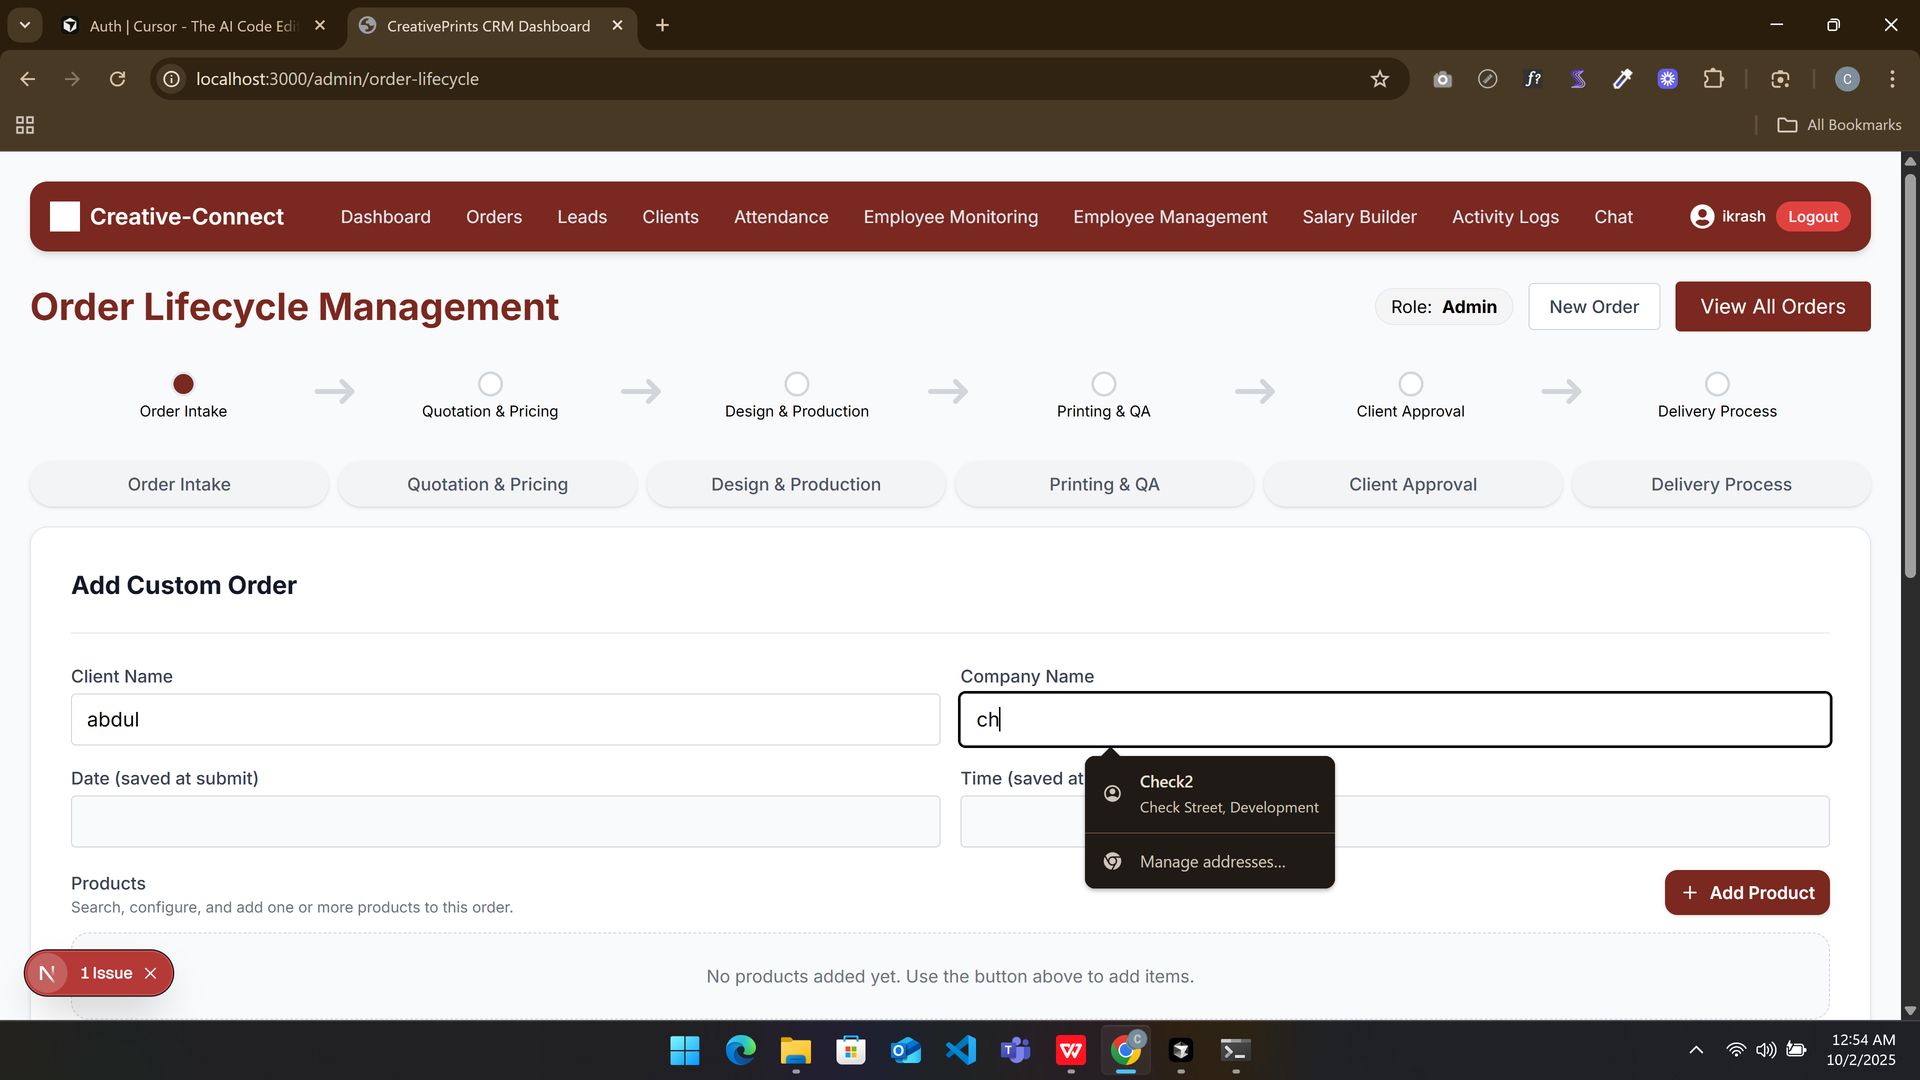 Auth | Cursor - The AI Code Edi
CreativePrints CRM Dashboard
localhost:3000/admin/order-lifecycle
f?
C
All Bookmarks
Creative-Connect
Dashboard
Orders
Leads
Clients
Attendance
Employee Monitoring
Employee Management
Salary Builder
Activity Logs
Chat
ikrash
Logout
Order Lifecycle Management
Role: Admin
New Order
View All Orders
Order Intake
Quotation & Pricing
Design & Production
Printing & QA
Client Approval
Delivery Process
Order Intake
Quotation & Pricing
Design & Production
Printing & QA
Client Approval
Delivery Process
Add Custom Order
Client Name
Company Name
abdul
ch
Date (saved at submit)
Time (saved at
Check2
Check Street, Development
Manage addresses...
Products
Search, configure, and add one or more products to this order.
+ Add Product
No products added yet. Use the button above to add items.
N 1 Issue
12:54 AM
10/2/2025